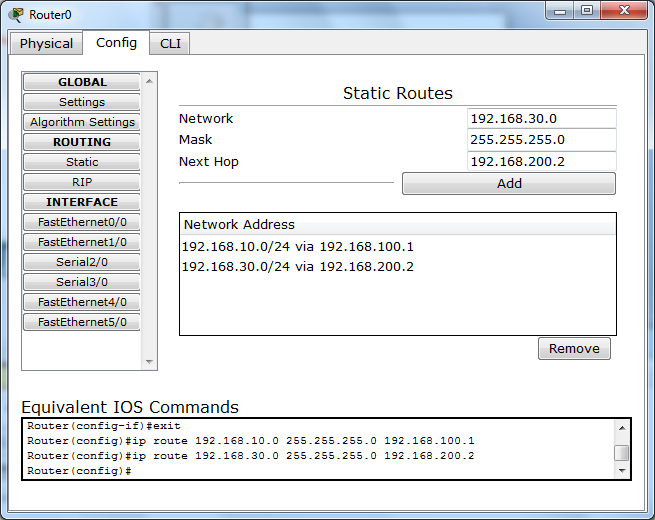 Router0
Physical Config CLI
GLOBAL
Settings
Algorithm Settings
ROUTING
Static
RIP
INTERFACE
FastEthernet0/0
FastEthernet1/0
Serial2/0
Serial3/0
FastEthernet4/0
FastEthernet5/0
Static Routes
Network 192.168.30.0
Mask 255.255.255.0
Next Hop 192.168.200.2
Add
Network Address
192.168.10.0/24 via 192.168.100.1
192.168.30.0/24 via 192.168.200.2
Remove
Equivalent IOS Commands
Router(config-if)#exit
Router(config)#ip route 192.168.10.0 255.255.255.0 192.168.100.1
Router(config)#ip route 192.168.30.0 255.255.255.0 192.168.200.2
Router(config)#